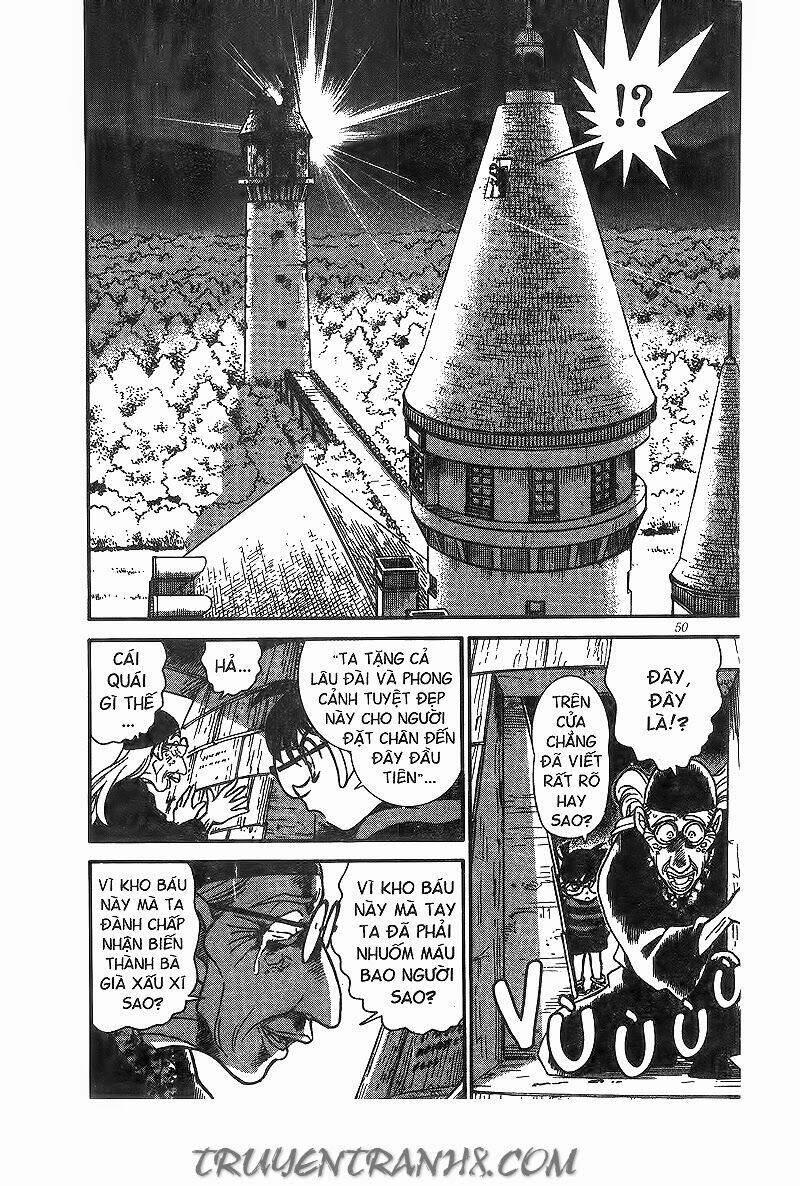 !?
50
ĐÂY,
ĐÂY
LÀ!?
TRÊN
CỬA
CHẲNG
ĐÃ VIẾT
RẤT RÕ
HAY
SAO?
VÙ Ù Ù Ù
"TA TẶNG CẢ
LÂU ĐÀI VÀ PHONG
CẢNH TUYỆT ĐẸP
NÀY CHO NGƯỜI
ĐẶT CHÂN ĐẾN
ĐÂY ĐẦU
TIÊN"...
HẢ...
CÁI
QUÁI
GÌ THẾ
...
VÌ KHO BÁU
NÀY MÀ TAY
TA ĐÃ PHẢI
NHUỐM MÁU
BAO NGƯỜI
SAO?
VÌ KHO BÁU
NÀY MÀ TA
ĐÀNH CHẤP
NHẬN BIẾN
THÀNH BÀ
GIÀ XẤU XÍ
SAO?
TRUYENTRANH8.COM